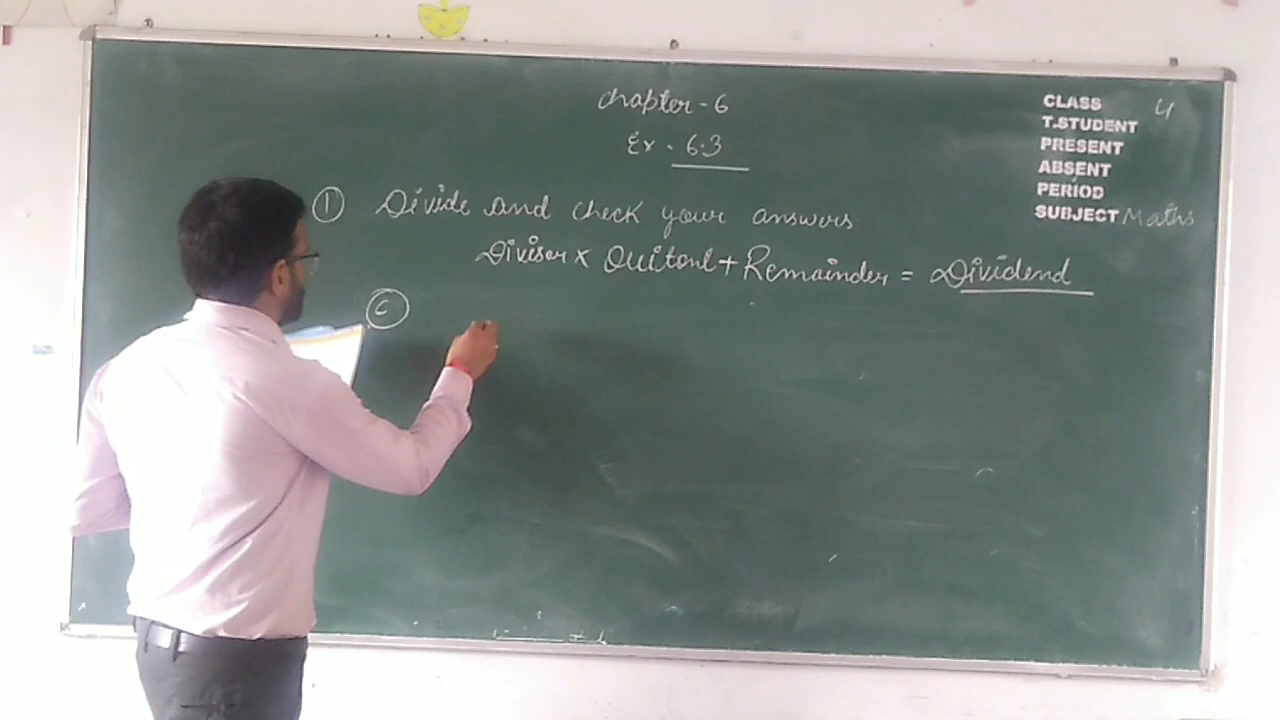 Chapter - 6
Ex - 6.3
① Divide and check your answers
Divisor x Quitont + Remainder = Dividend
ⓒ
CLASS 4
T.STUDENT
PRESENT
ABSENT
PERIOD
SUBJECT Maths